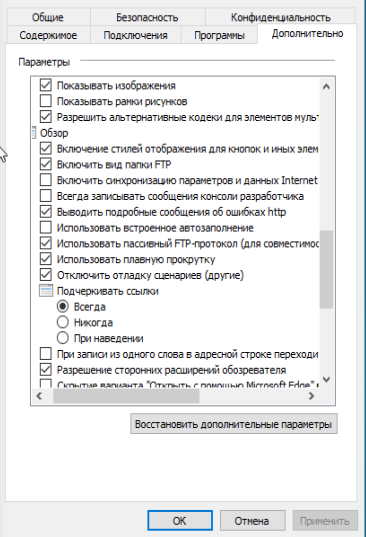 Общие Безопасность Конфиденциальность
Содержимое Подключения Программы Дополнительно
Параметры
Показывать изображения
Показывать рамки рисунков
Разрешить альтернативные кодеки для элементов мульт
Обзор
Включение стилей отображения для кнопок и иных элем
Включить вид папки FTP
Включить синхронизацию параметров и данных Internet
Всегда записывать сообщения консоли разработчика
Выводить подробные сообщения об ошибках http
Использовать встроенное автозаполнение
Использовать пассивный FTP-протокол (для совместимос
Использовать плавную прокрутку
Отключить отладку сценариев (другие)
Подчеркивать ссылки
Всегда
Никогда
При наведении
При записи из одного слова в адресной строке переходи
Разрешение сторонних расширений обозревателя
Скрытие варианта "Открыть с помощью Microsoft Edge"
Восстановить дополнительные параметры
ОК Отмена Применить